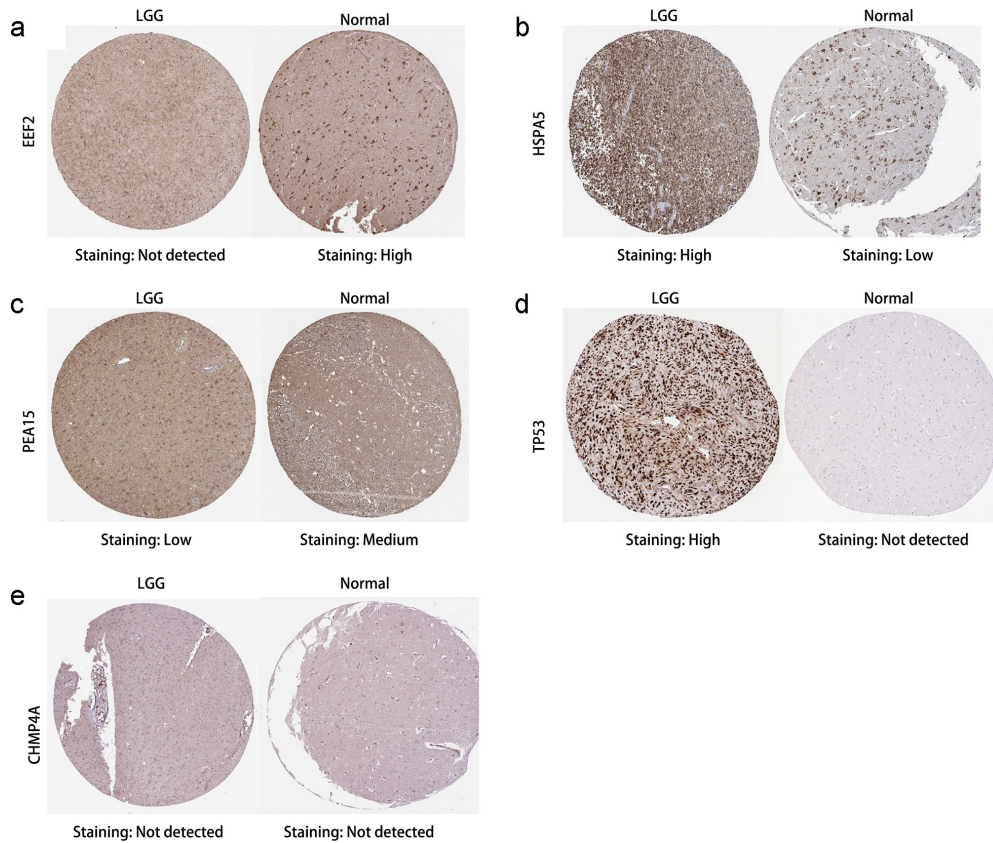 a
LGG
Normal
EEF2
Staining: Not detected
Staining: High
b
LGG
Normal
HSPA5
Staining: High
Staining: Low
c
LGG
Normal
PEA15
Staining: Low
Staining: Medium
d
LGG
Normal
TP53
Staining: High
Staining: Not detected
e
LGG
Normal
CHMP4A
Staining: Not detected
Staining: Not detected